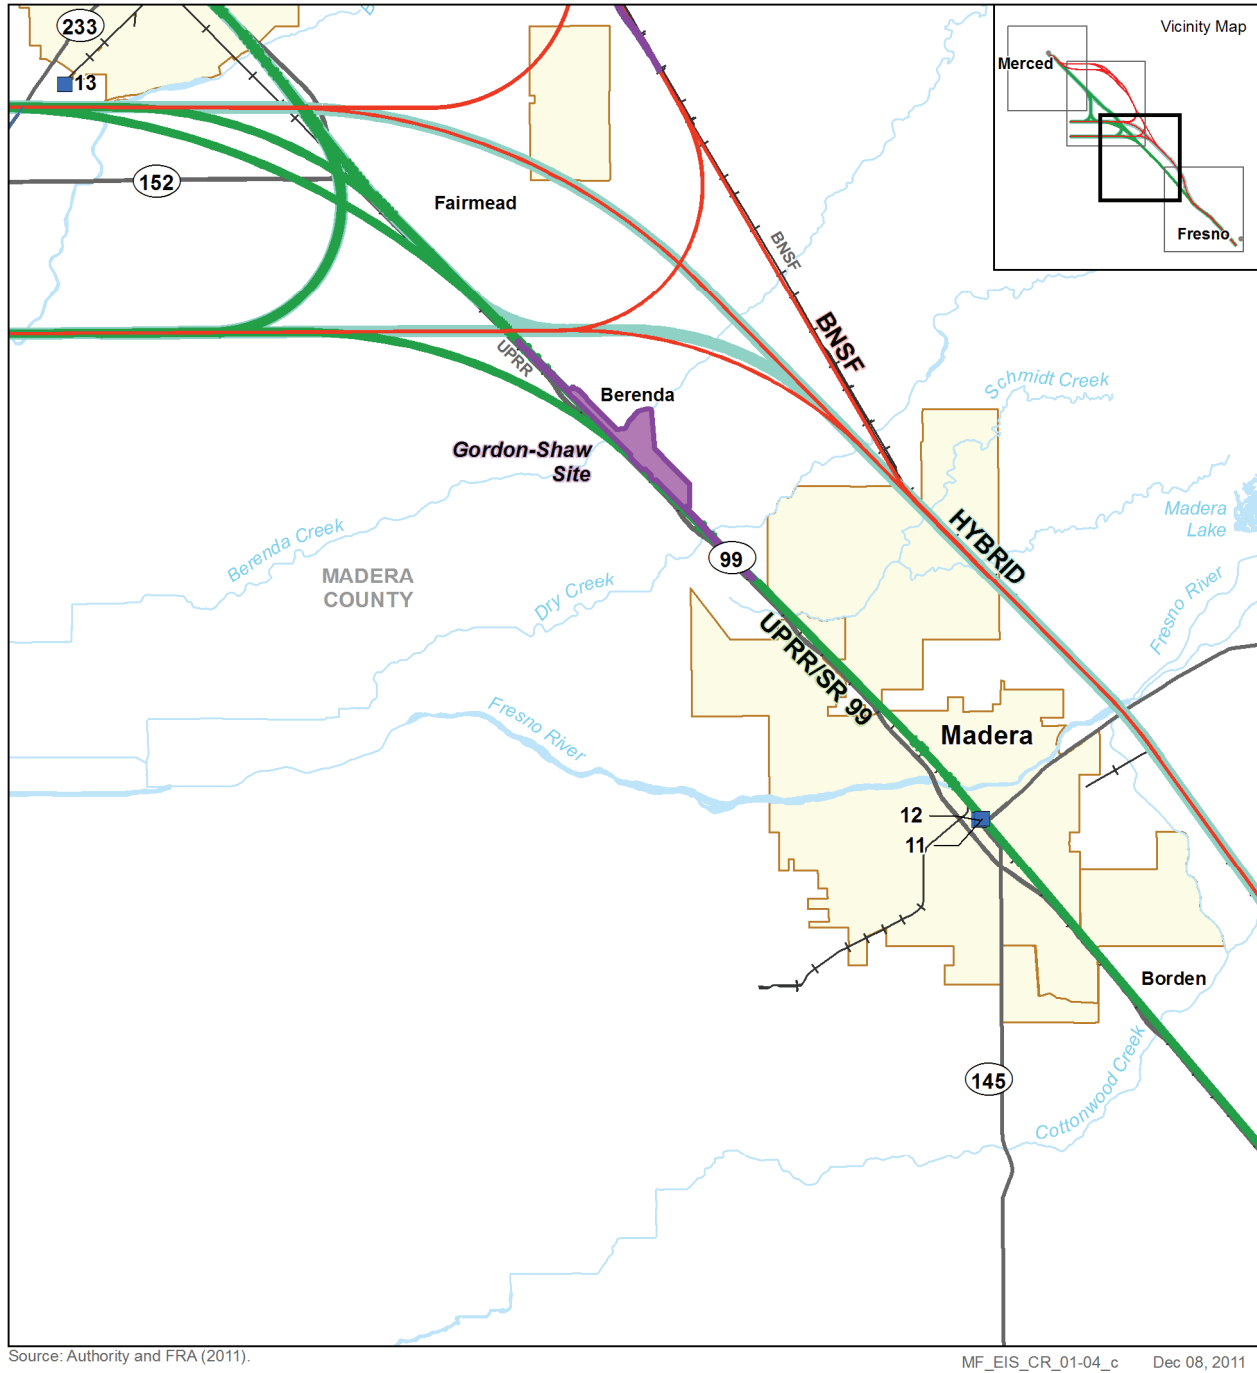 233
13
Vicinity Map
Merced
Fresno
152
Fairmead
BNSF
BNSF
UPRR
Berenda
Schmidt Creek
Gordon-Shaw
Site
HYBRID
Madera
Lake
Berenda Creek
99
MADERA
COUNTY
Dry Creek
Fresno River
UPRR/SR 99
Fresno River
Madera
12
11
Borden
145
Cottonwood Creek
Source: Authority and FRA (2011).
MF_EIS_CR_01-04_c Dec 08, 2011